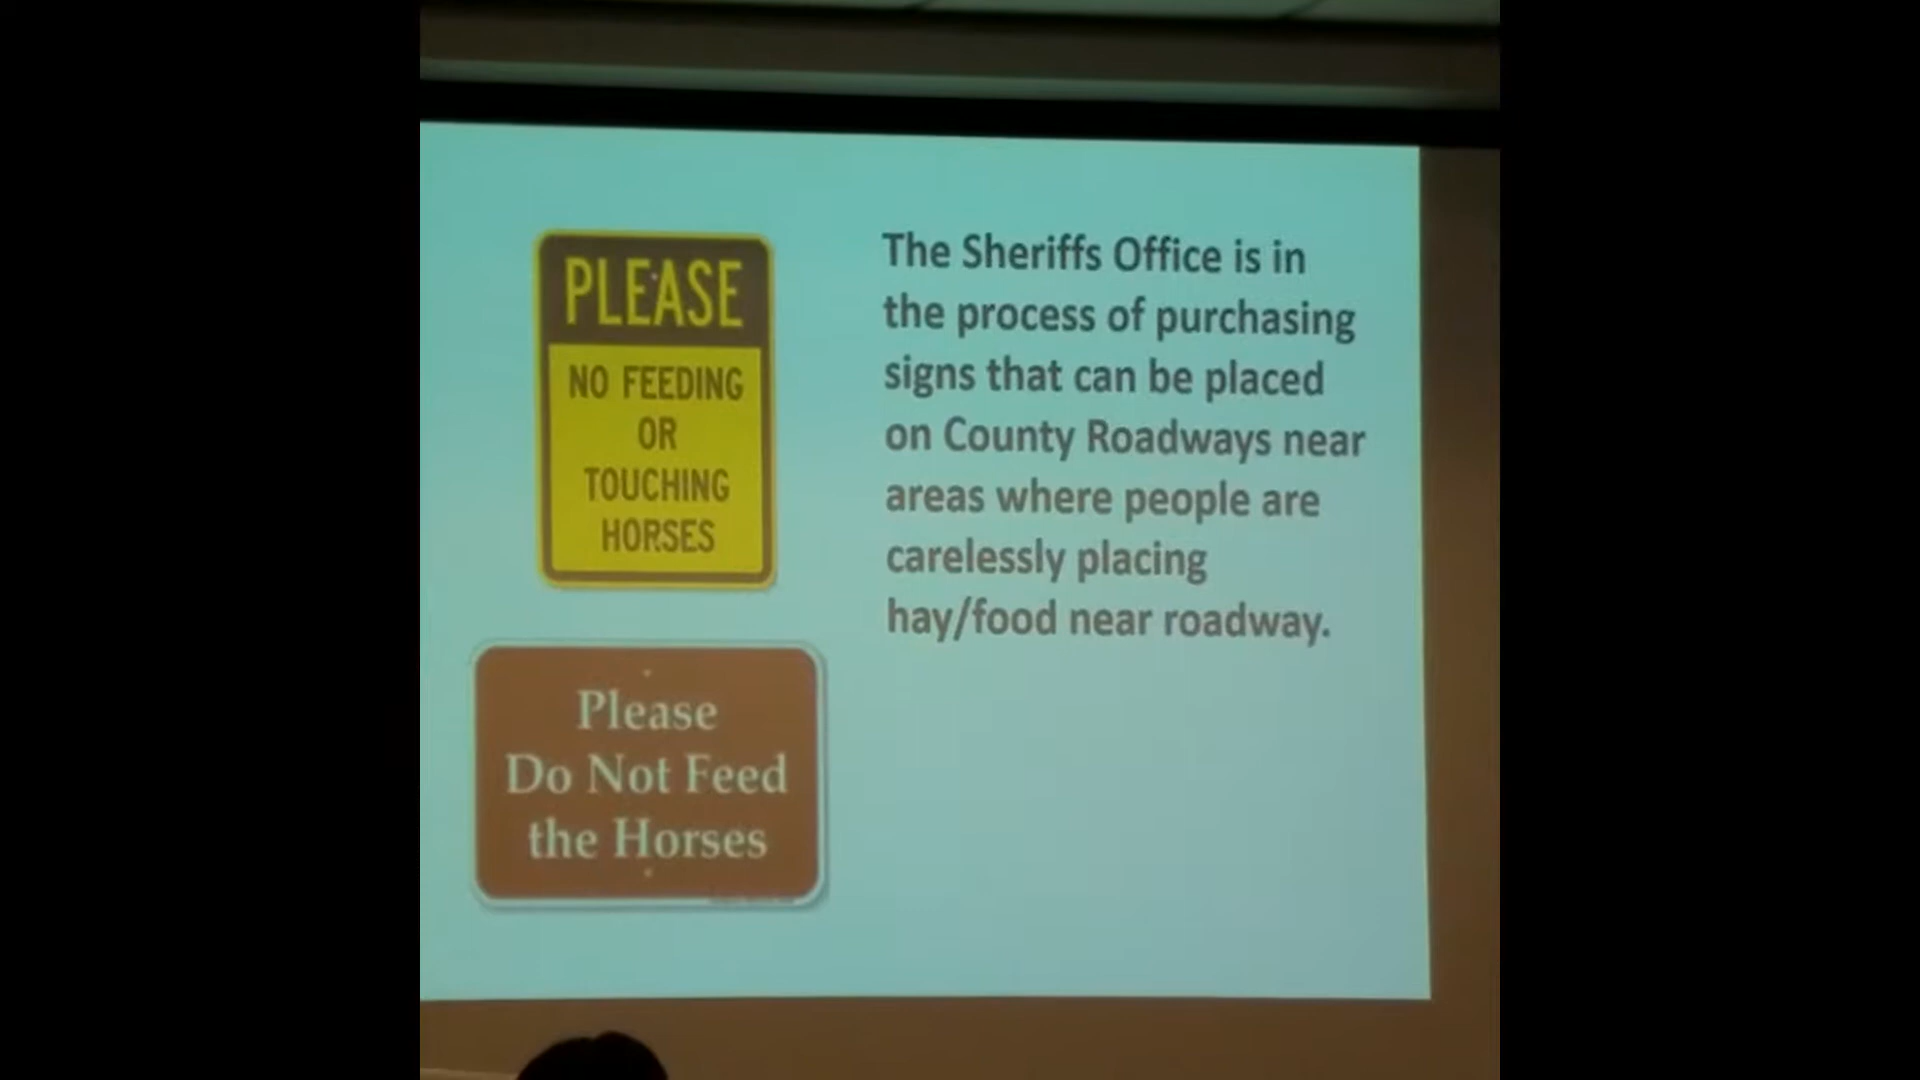 PLEASE
NO FEEDING
OR
TOUCHING
HORSES
Please
Do Not Feed
the Horses
The Sheriffs Office is in
the process of purchasing
signs that can be placed
on County Roadways near
areas where people are
carelessly placing
hay/food near roadway.